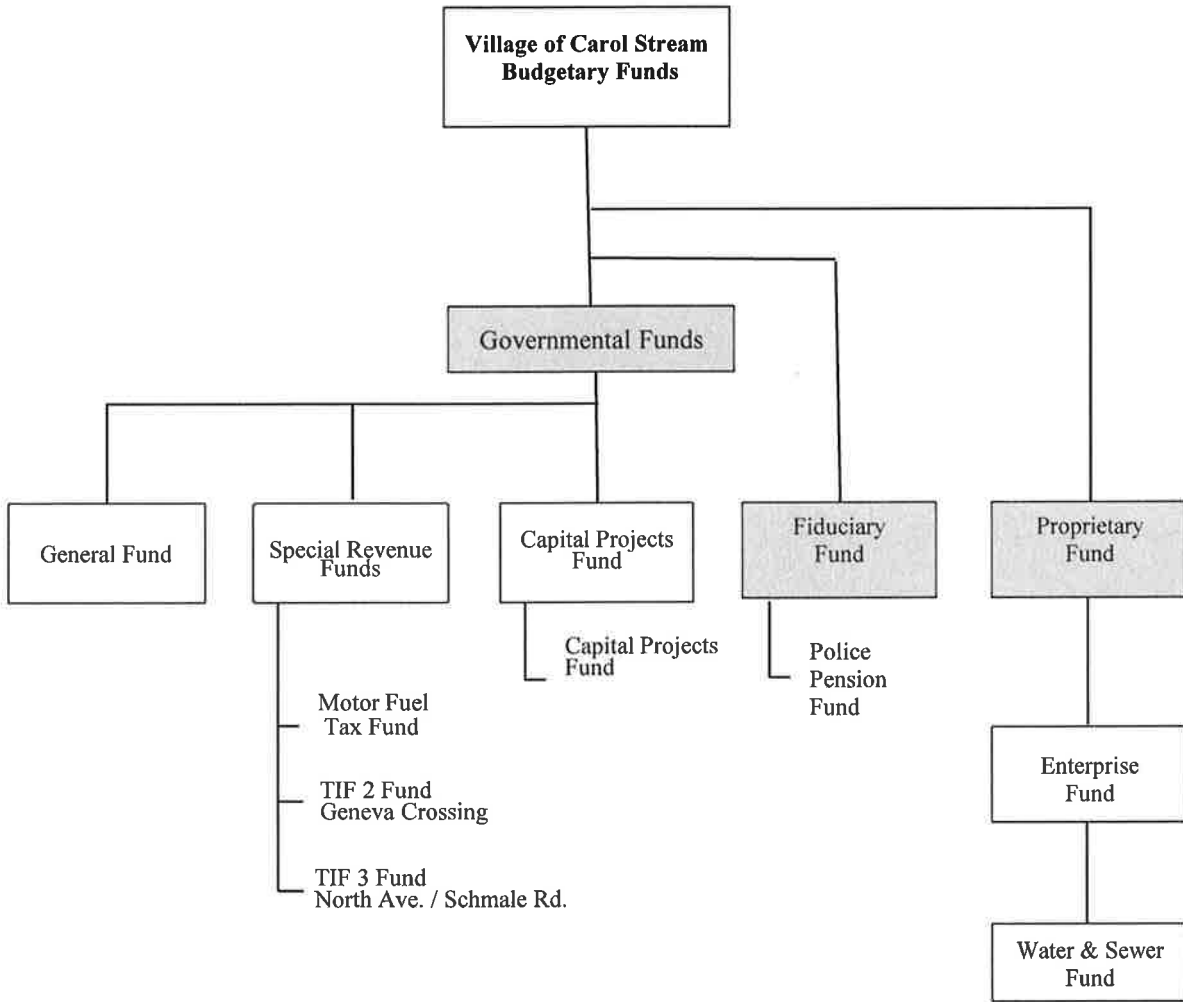 Village of Carol Stream
Budgetary Funds
Governmental Funds
General Fund
Special Revenue
Funds
Capital Projects
Fund
Fiduciary
Fund
Proprietary
Fund
Capital Projects
Fund
Police
Pension
Fund
Motor Fuel
Tax Fund
TIF 2 Fund
Geneva Crossing
TIF 3 Fund
North Ave. / Schmale Rd.
Enterprise
Fund
Water & Sewer
Fund